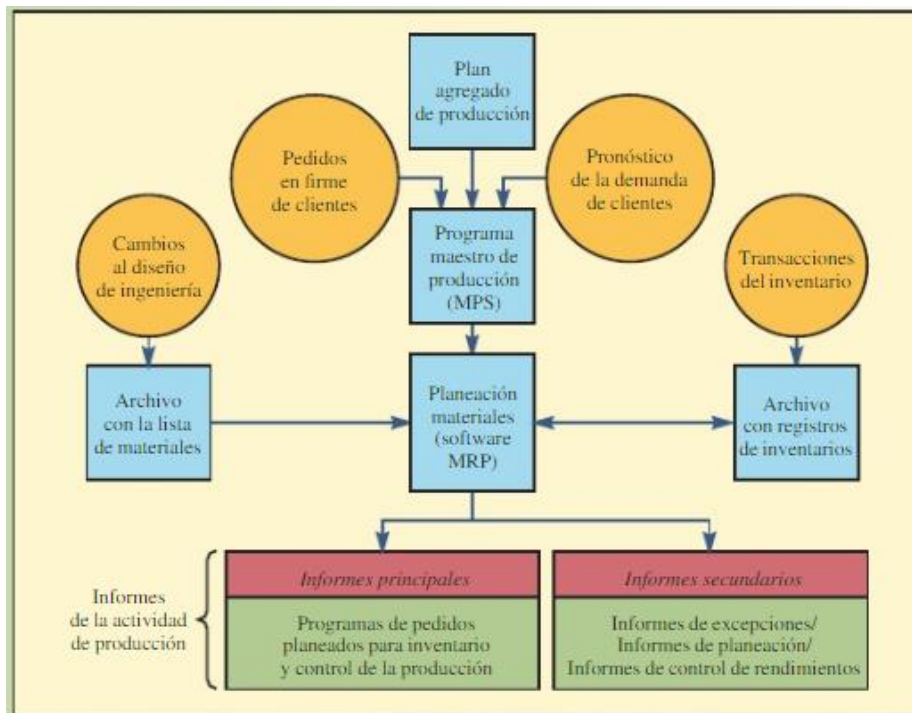 Plan
agregado
de producción
Pedidos
en firme
de clientes
Pronóstico
de la demanda
de clientes
Cambios
al diseño
de ingeniería
Programa
maestro de
producción
(MPS)
Transacciones
del inventario
Archivo
con la lista
de materiales
Planeación
materiales
(software
MRP)
Archivo
con registros
de inventarios
Informes
de la actividad
de producción
Informes principales
Programas de pedidos
planeados para inventario
y control de la producción
Informes secundarios
Informes de excepciones/
Informes de planeación/
Informes de control de rendimientos